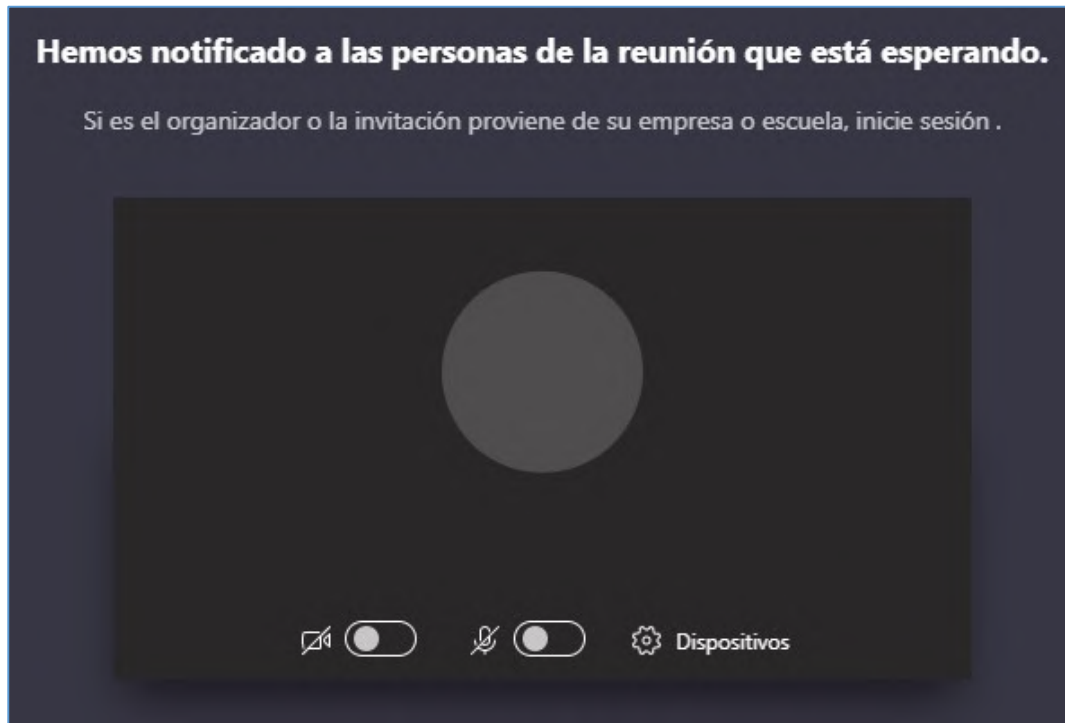 Hemos notificado a las personas de la reunión que está esperando.
Si es el organizador o la invitación proviene de su empresa o escuela, inicie sesión .
Dispositivos